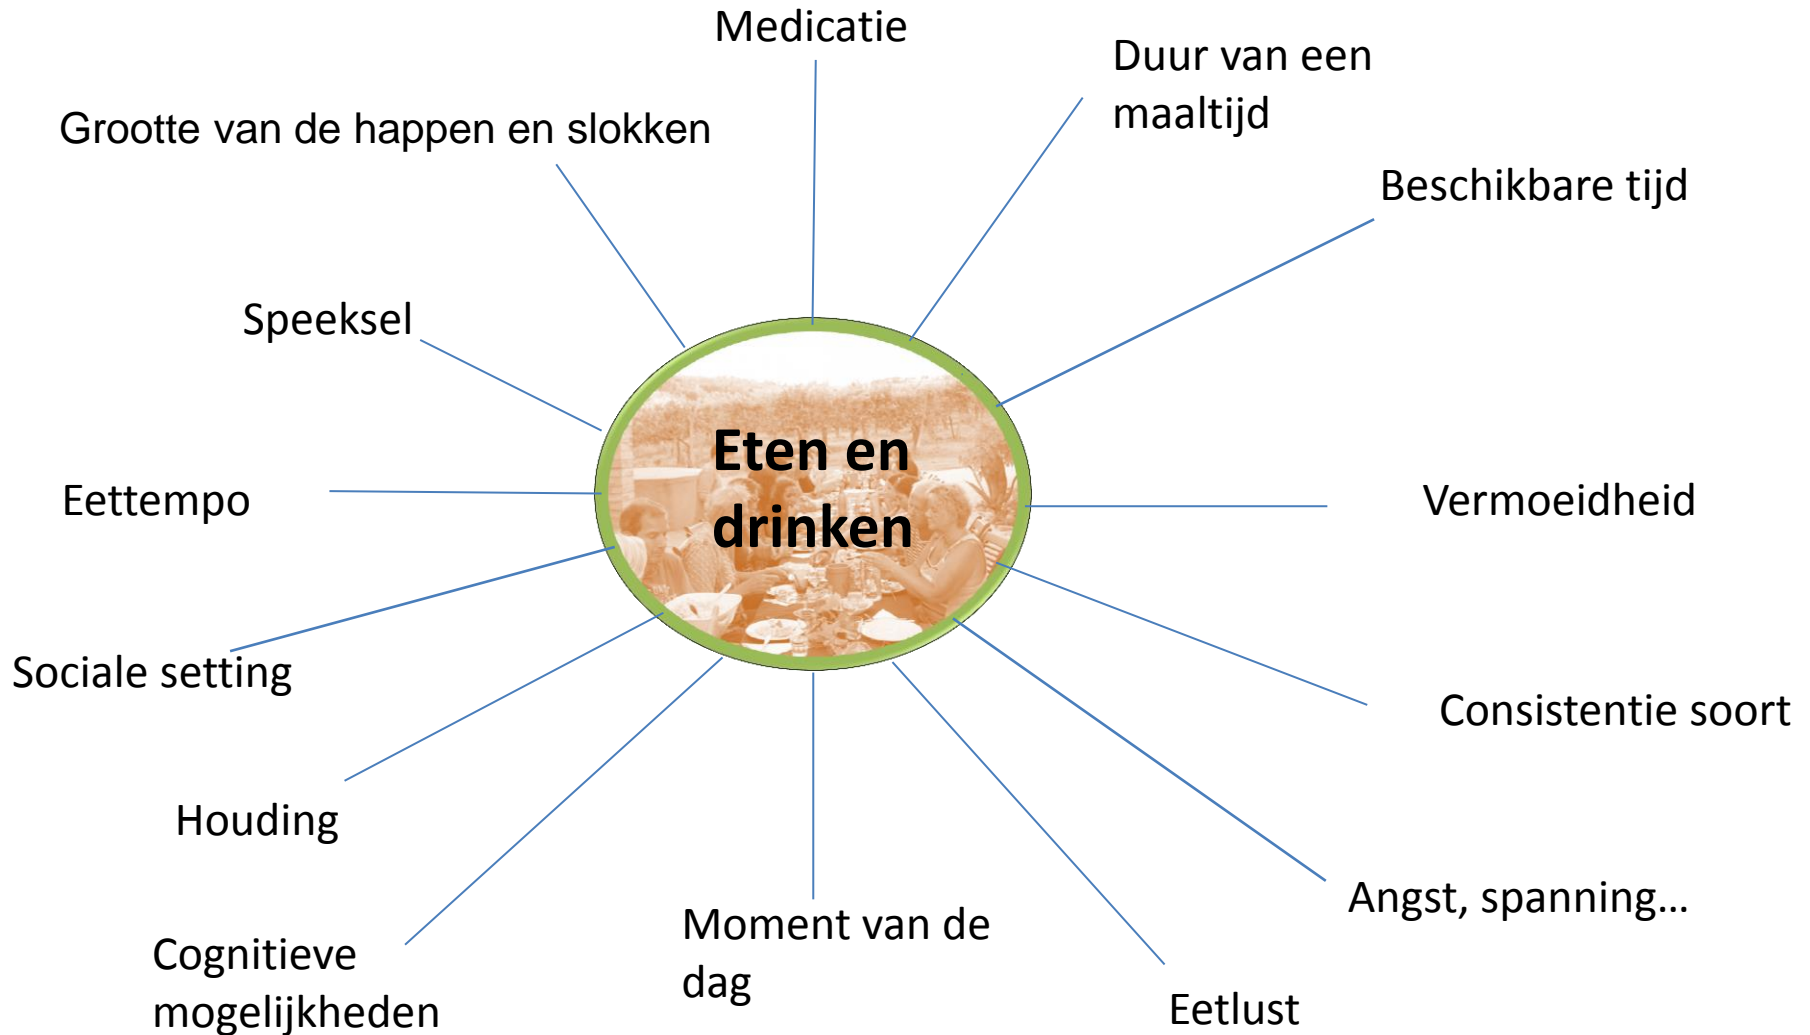 Medicatie
Duur van een
maaltijd
Grootte van de happen en slokken
Beschikbare tijd
Speeksel
Eten en
drinken
Eettempo
Vermoeidheid
Sociale setting
Consistentie soort
Houding
Angst, spanning…
Cognitieve
mogelijkheden
Moment van de
dag
Eetlust